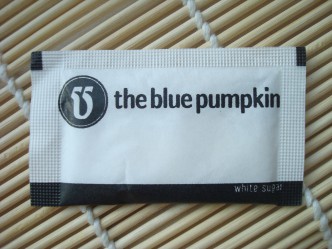 the blue pumpkin
white sugar